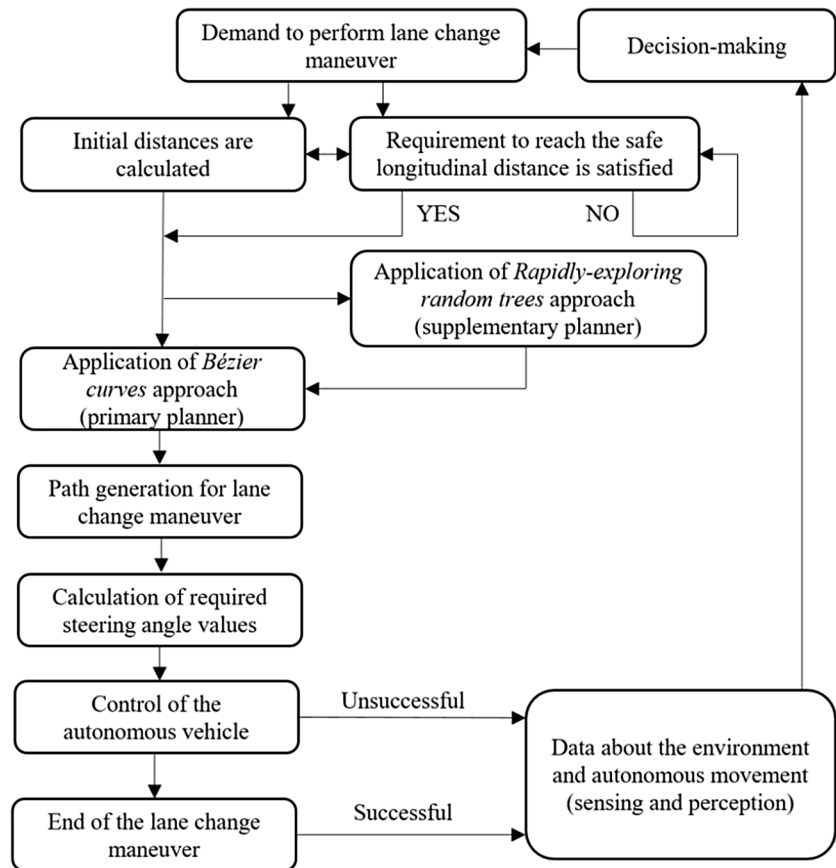 Demand to perform lane change
maneuver
Decision-making
Initial distances are
calculated
Requirement to reach the safe
longitudinal distance is satisfied
YES
NO
Application of Rapidly-exploring
random trees approach
(supplementary planner)
Application of Bézier
curves approach
(primary planner)
Path generation for lane
change maneuver
Calculation of required
steering angle values
Control of the
autonomous vehicle
Unsuccessful
Data about the environment
and autonomous movement
(sensing and perception)
End of the lane change
maneuver
Successful